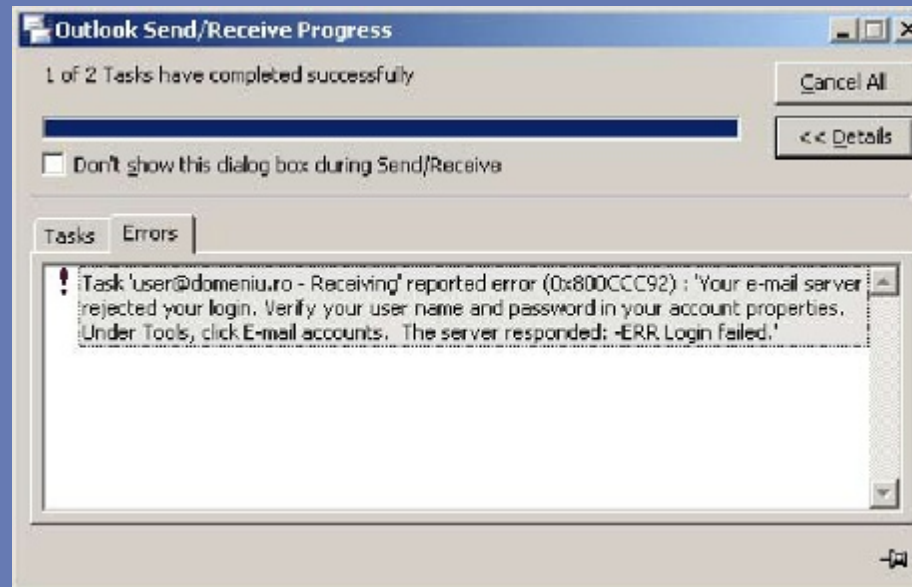 Outlook Send/Receive Progress
1 of 2 Tasks have completed successfully
Cancel All
<< Details
Don't show this dialog box during Send/Receive
Tasks Errors
Task 'user@domeniu.ro - Receiving' reported error (0x800CCC92) : 'Your e-mail server
rejected your login. Verify your user name and password in your account properties.
Under Tools, click E-mail accounts.  The server responded: -ERR Login failed.'